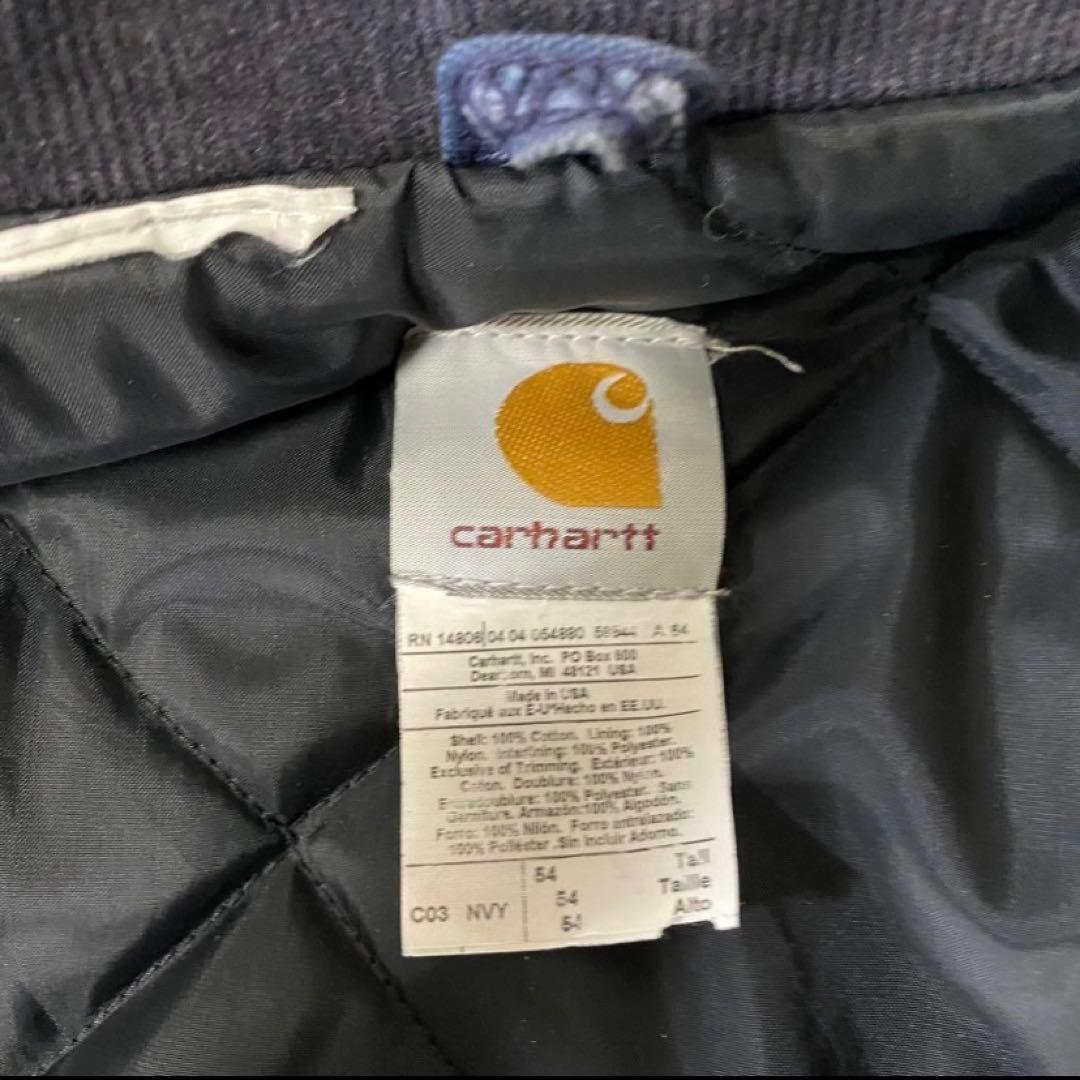 carhartt
RN 14806 04 04 054880 59544 A 54
Carhartt, Inc. PO Box 600
Dearborn, MI 48121 USA
Made in USA
Fabriqué aux E-U*Hecho en EE.UU.
Shell: 100% Cotton. Lining: 100%
Nylon. Interlining: 100% Polyester.
Exclusive of Trimming. Extérieur: 100%
Coton. Doublure: 100% Nylon.
Entredoublure: 100% Polyester. Sans
Garniture. Armazón: 100% Algodón.
Forro: 100% Nilón. Forro entralazado:
100% Poliéster .Sin Incluir Adorno.
54 Tall
54 Taille
C03 NVY 54 Alto